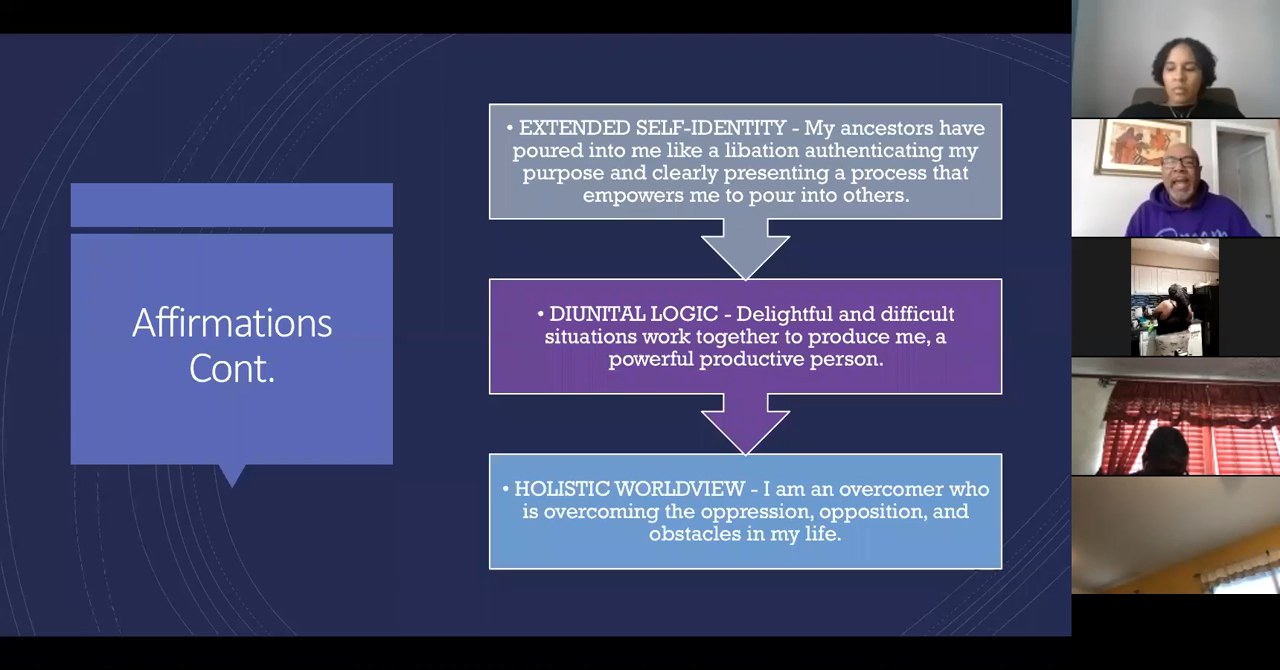 Affirmations
Cont.
• EXTENDED SELF-IDENTITY - My ancestors have
poured into me like a libation authenticating my
purpose and clearly presenting a process that
empowers me to pour into others.
• DIUNITAL LOGIC - Delightful and difficult
situations work together to produce me, a
powerful productive person.
• HOLISTIC WORLDVIEW - I am an overcomer who
is overcoming the oppression, opposition, and
obstacles in my life.